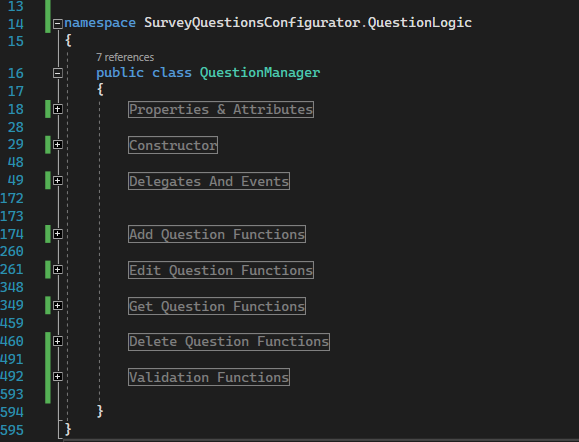 13
14 namespace SurveyQuestionsConfigurator.QuestionLogic
15 {
7 references
16 public class QuestionManager
17 {
18 Properties & Attributes
28
29 Constructor
48
49 Delegates And Events
172
173
174 Add Question Functions
260
261 Edit Question Functions
348
349 Get Question Functions
459
460 Delete Question Functions
491
492 Validation Functions
593
594 }
595 }